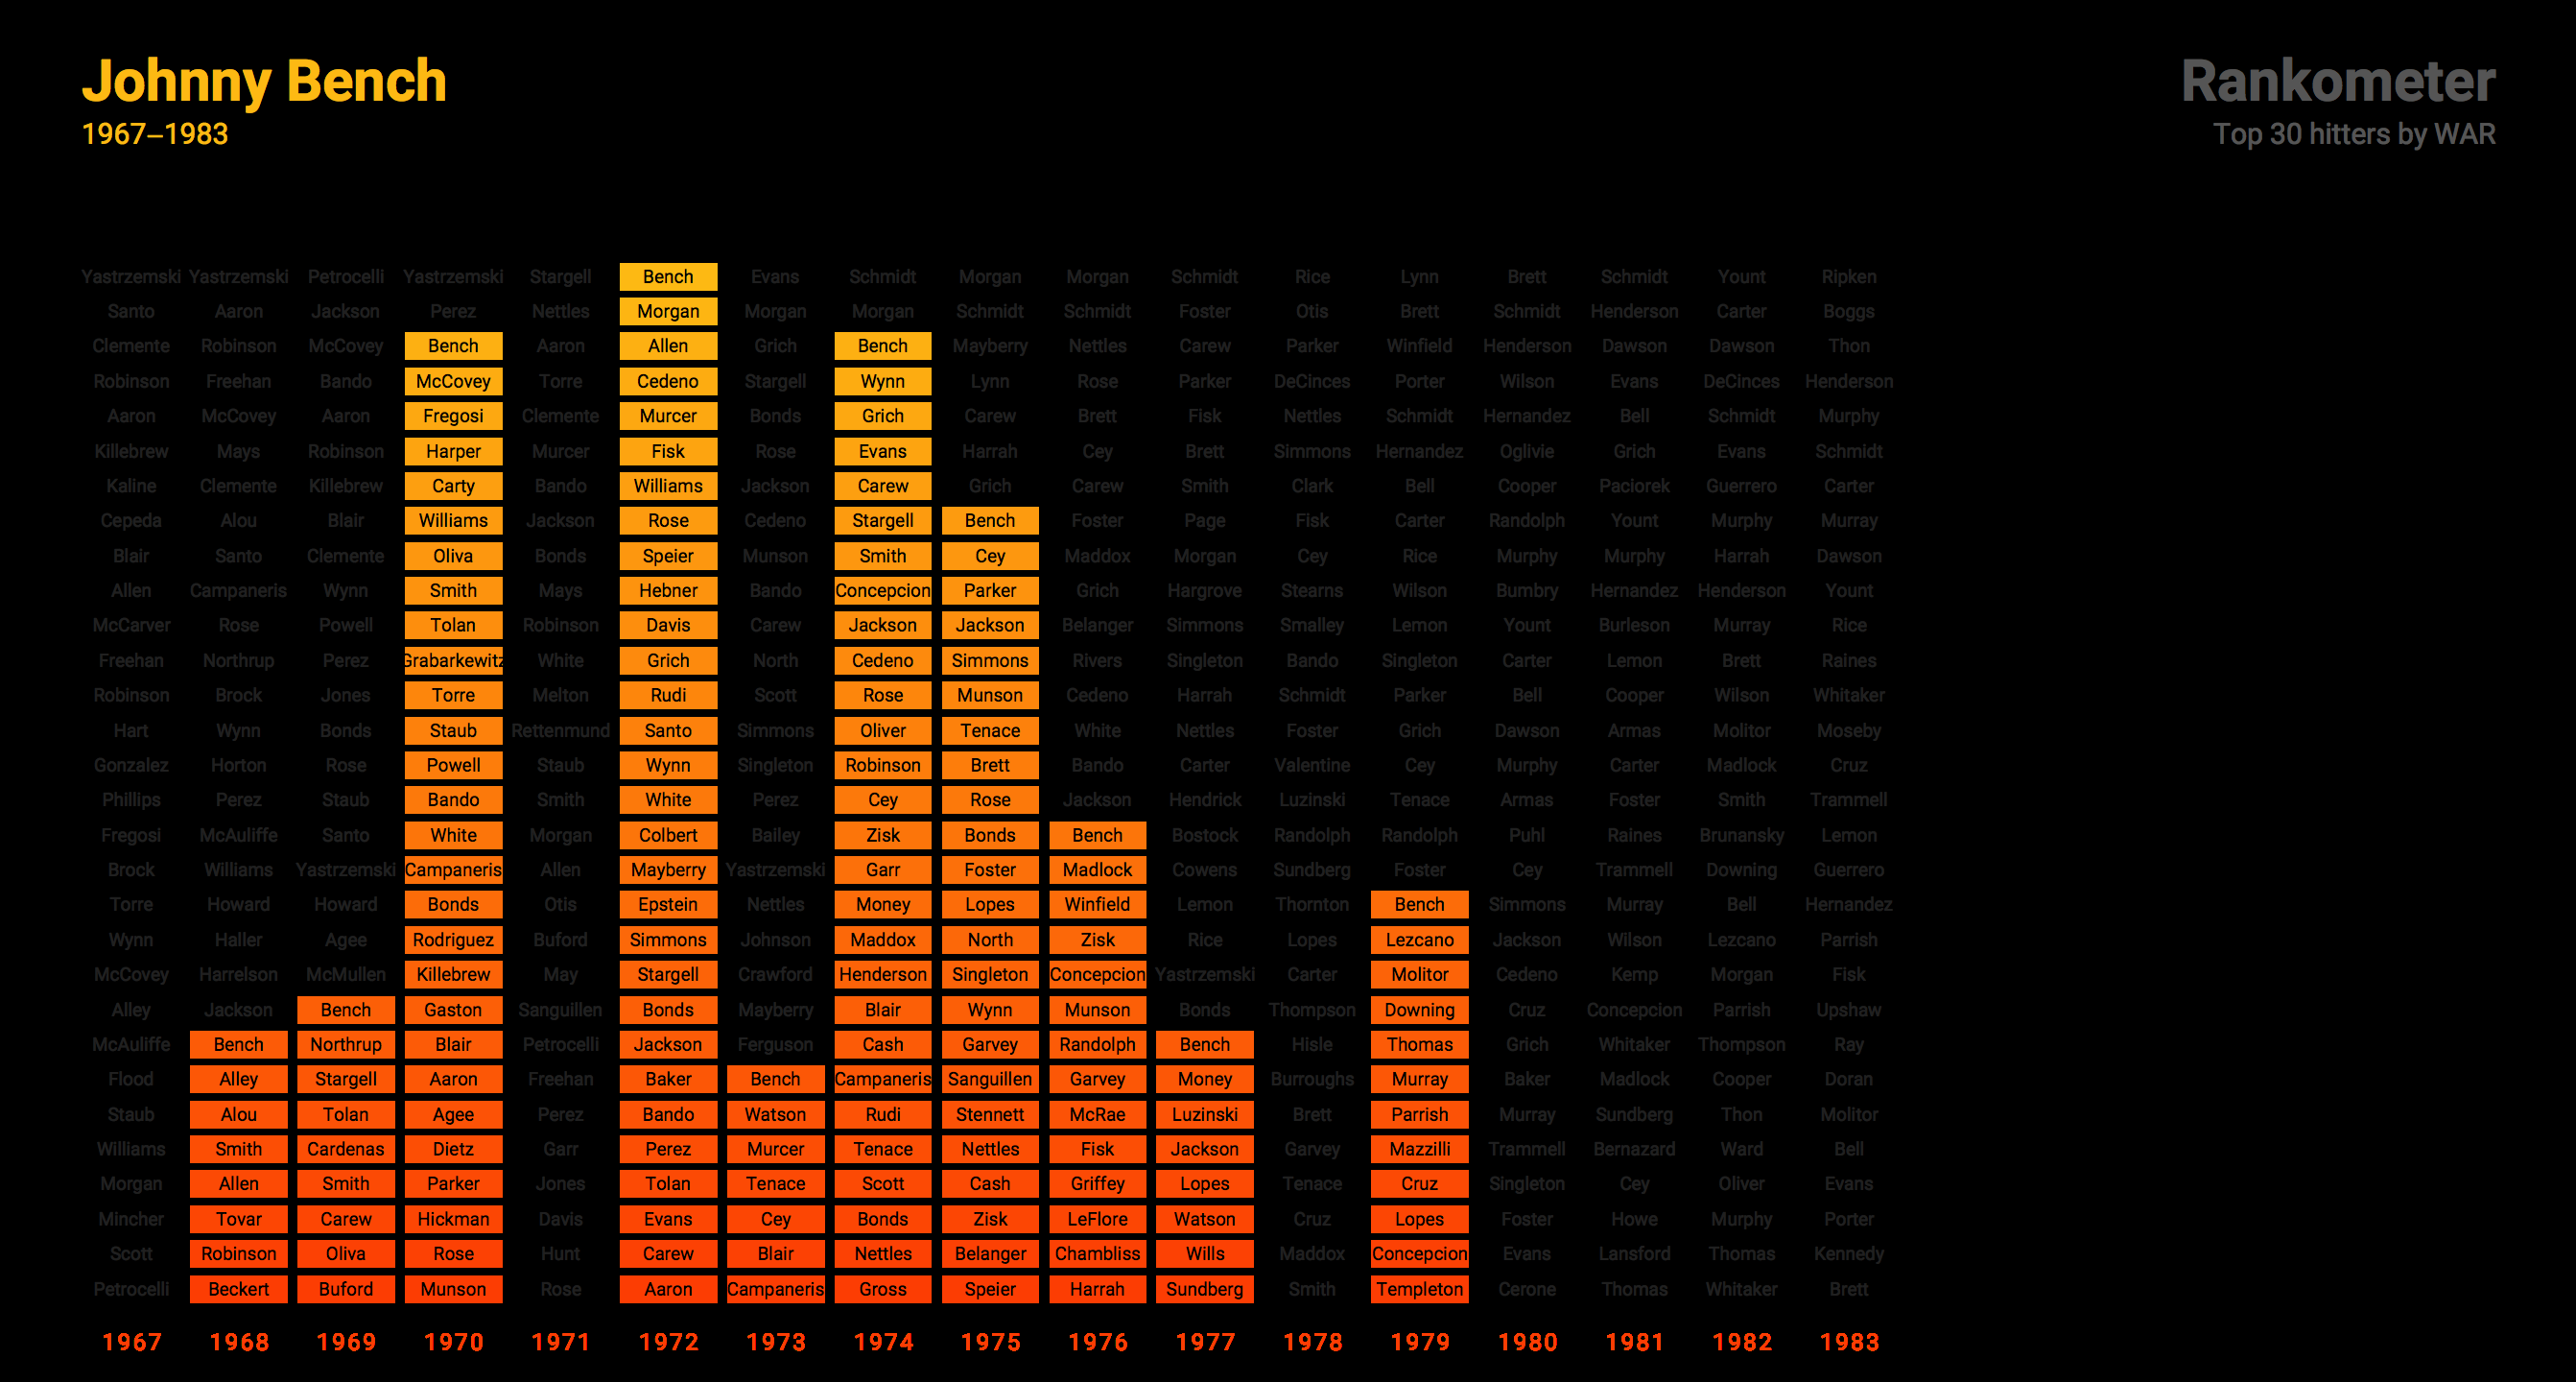 Johnny Bench
1967–1983
Rankometer
Top 30 hitters by WAR
Yastrzemski Yastrzemski Petrocelli Yastrzemski Stargell Bench Evans Schmidt Morgan Morgan Schmidt Rice Lynn Brett Schmidt Yount Ripken
Santo Aaron Jackson Perez Nettles Morgan Morgan Morgan Schmidt Schmidt Foster Otis Brett Schmidt Henderson Carter Boggs
Clemente Robinson McCovey Bench Aaron Allen Grich Bench Mayberry Nettles Carew Parker Winfield Henderson Dawson Dawson Thon
Robinson Freehan Bando McCovey Torre Cedeno Stargell Wynn Lynn Rose Parker DeCinces Porter Wilson Evans DeCinces Henderson
Aaron McCovey Aaron Fregosi Clemente Murcer Bonds Grich Carew Brett Fisk Nettles Schmidt Hernandez Bell Schmidt Murphy
Killebrew Mays Robinson Harper Murcer Fisk Rose Evans Harrah Cey Brett Simmons Hernandez Oglivie Grich Evans Schmidt
Kaline Clemente Killebrew Carty Bando Williams Jackson Carew Grich Carew Smith Clark Bell Cooper Paciorek Guerrero Carter
Cepeda Alou Blair Williams Jackson Rose Cedeno Stargell Bench Foster Page Fisk Carter Randolph Yount Murphy Murray
Blair Santo Clemente Oliva Bonds Speier Munson Smith Cey Maddox Morgan Cey Rice Murphy Murphy Harrah Dawson
Allen Campaneris Wynn Smith Mays Hebner Bando Concepcion Parker Grich Hargrove Stearns Wilson Bumbry Hernandez Henderson Yount
McCarver Rose Powell Tolan Robinson Davis Carew Jackson Jackson Belanger Simmons Smalley Lemon Yount Burleson Murray Rice
Freehan Northrup Perez Grabarkewitz White Grich North Cedeno Simmons Rivers Singleton Bando Singleton Carter Lemon Brett Raines
Robinson Brock Jones Torre Melton Rudi Scott Rose Munson Cedeno Harrah Schmidt Parker Bell Cooper Wilson Whitaker
Hart Wynn Bonds Staub Rettenmund Santo Simmons Oliver Tenace White Nettles Foster Grich Dawson Armas Molitor Moseby
Gonzalez Horton Rose Powell Staub Wynn Singleton Robinson Brett Bando Carter Valentine Cey Murphy Carter Madlock Cruz
Phillips Perez Staub Bando Smith White Perez Cey Rose Jackson Hendrick Luzinski Tenace Armas Foster Smith Trammell
Fregosi McAuliffe Santo White Morgan Colbert Bailey Zisk Bonds Bench Bostock Randolph Randolph Puhl Raines Brunansky Lemon
Brock Williams Yastrzemski Campaneris Allen Mayberry Yastrzemski Garr Foster Madlock Cowens Sundberg Foster Cey Trammell Downing Guerrero
Torre Howard Howard Bonds Otis Epstein Nettles Money Lopes Winfield Lemon Thornton Bench Simmons Murray Bell Hernandez
Wynn Haller Agee Rodriguez Buford Simmons Johnson Maddox North Zisk Rice Lopes Lezcano Jackson Wilson Lezcano Parrish
McCovey Harrelson McMullen Killebrew May Stargell Crawford Henderson Singleton Concepcion Yastrzemski Carter Molitor Cedeno Kemp Morgan Fisk
Alley Jackson Bench Gaston Sanguillen Bonds Mayberry Blair Wynn Munson Bonds Thompson Downing Cruz Concepcion Parrish Upshaw
McAuliffe Bench Northrup Blair Petrocelli Jackson Ferguson Cash Garvey Randolph Bench Hisle Thomas Grich Whitaker Thompson Ray
Flood Alley Stargell Aaron Freehan Baker Bench Campaneris Sanguillen Garvey Money Burroughs Murray Baker Madlock Cooper Doran
Staub Alou Tolan Agee Perez Bando Watson Rudi Stennett McRae Luzinski Brett Parrish Murray Sundberg Thon Molitor
Williams Smith Cardenas Dietz Garr Perez Murcer Tenace Nettles Fisk Jackson Garvey Mazzilli Trammell Bernazard Ward Bell
Morgan Allen Smith Parker Jones Tolan Tenace Scott Cash Griffey Lopes Tenace Cruz Singleton Cey Oliver Evans
Mincher Tovar Carew Hickman Davis Evans Cey Bonds Zisk LeFlore Watson Cruz Lopes Foster Howe Murphy Porter
Scott Robinson Oliva Rose Hunt Carew Blair Nettles Belanger Chambliss Wills Maddox Concepcion Evans Lansford Thomas Kennedy
Petrocelli Beckert Buford Munson Rose Aaron Campaneris Gross Speier Harrah Sundberg Smith Templeton Cerone Thomas Whitaker Brett
1967 1968 1969 1970 1971 1972 1973 1974 1975 1976 1977 1978 1979 1980 1981 1982 1983